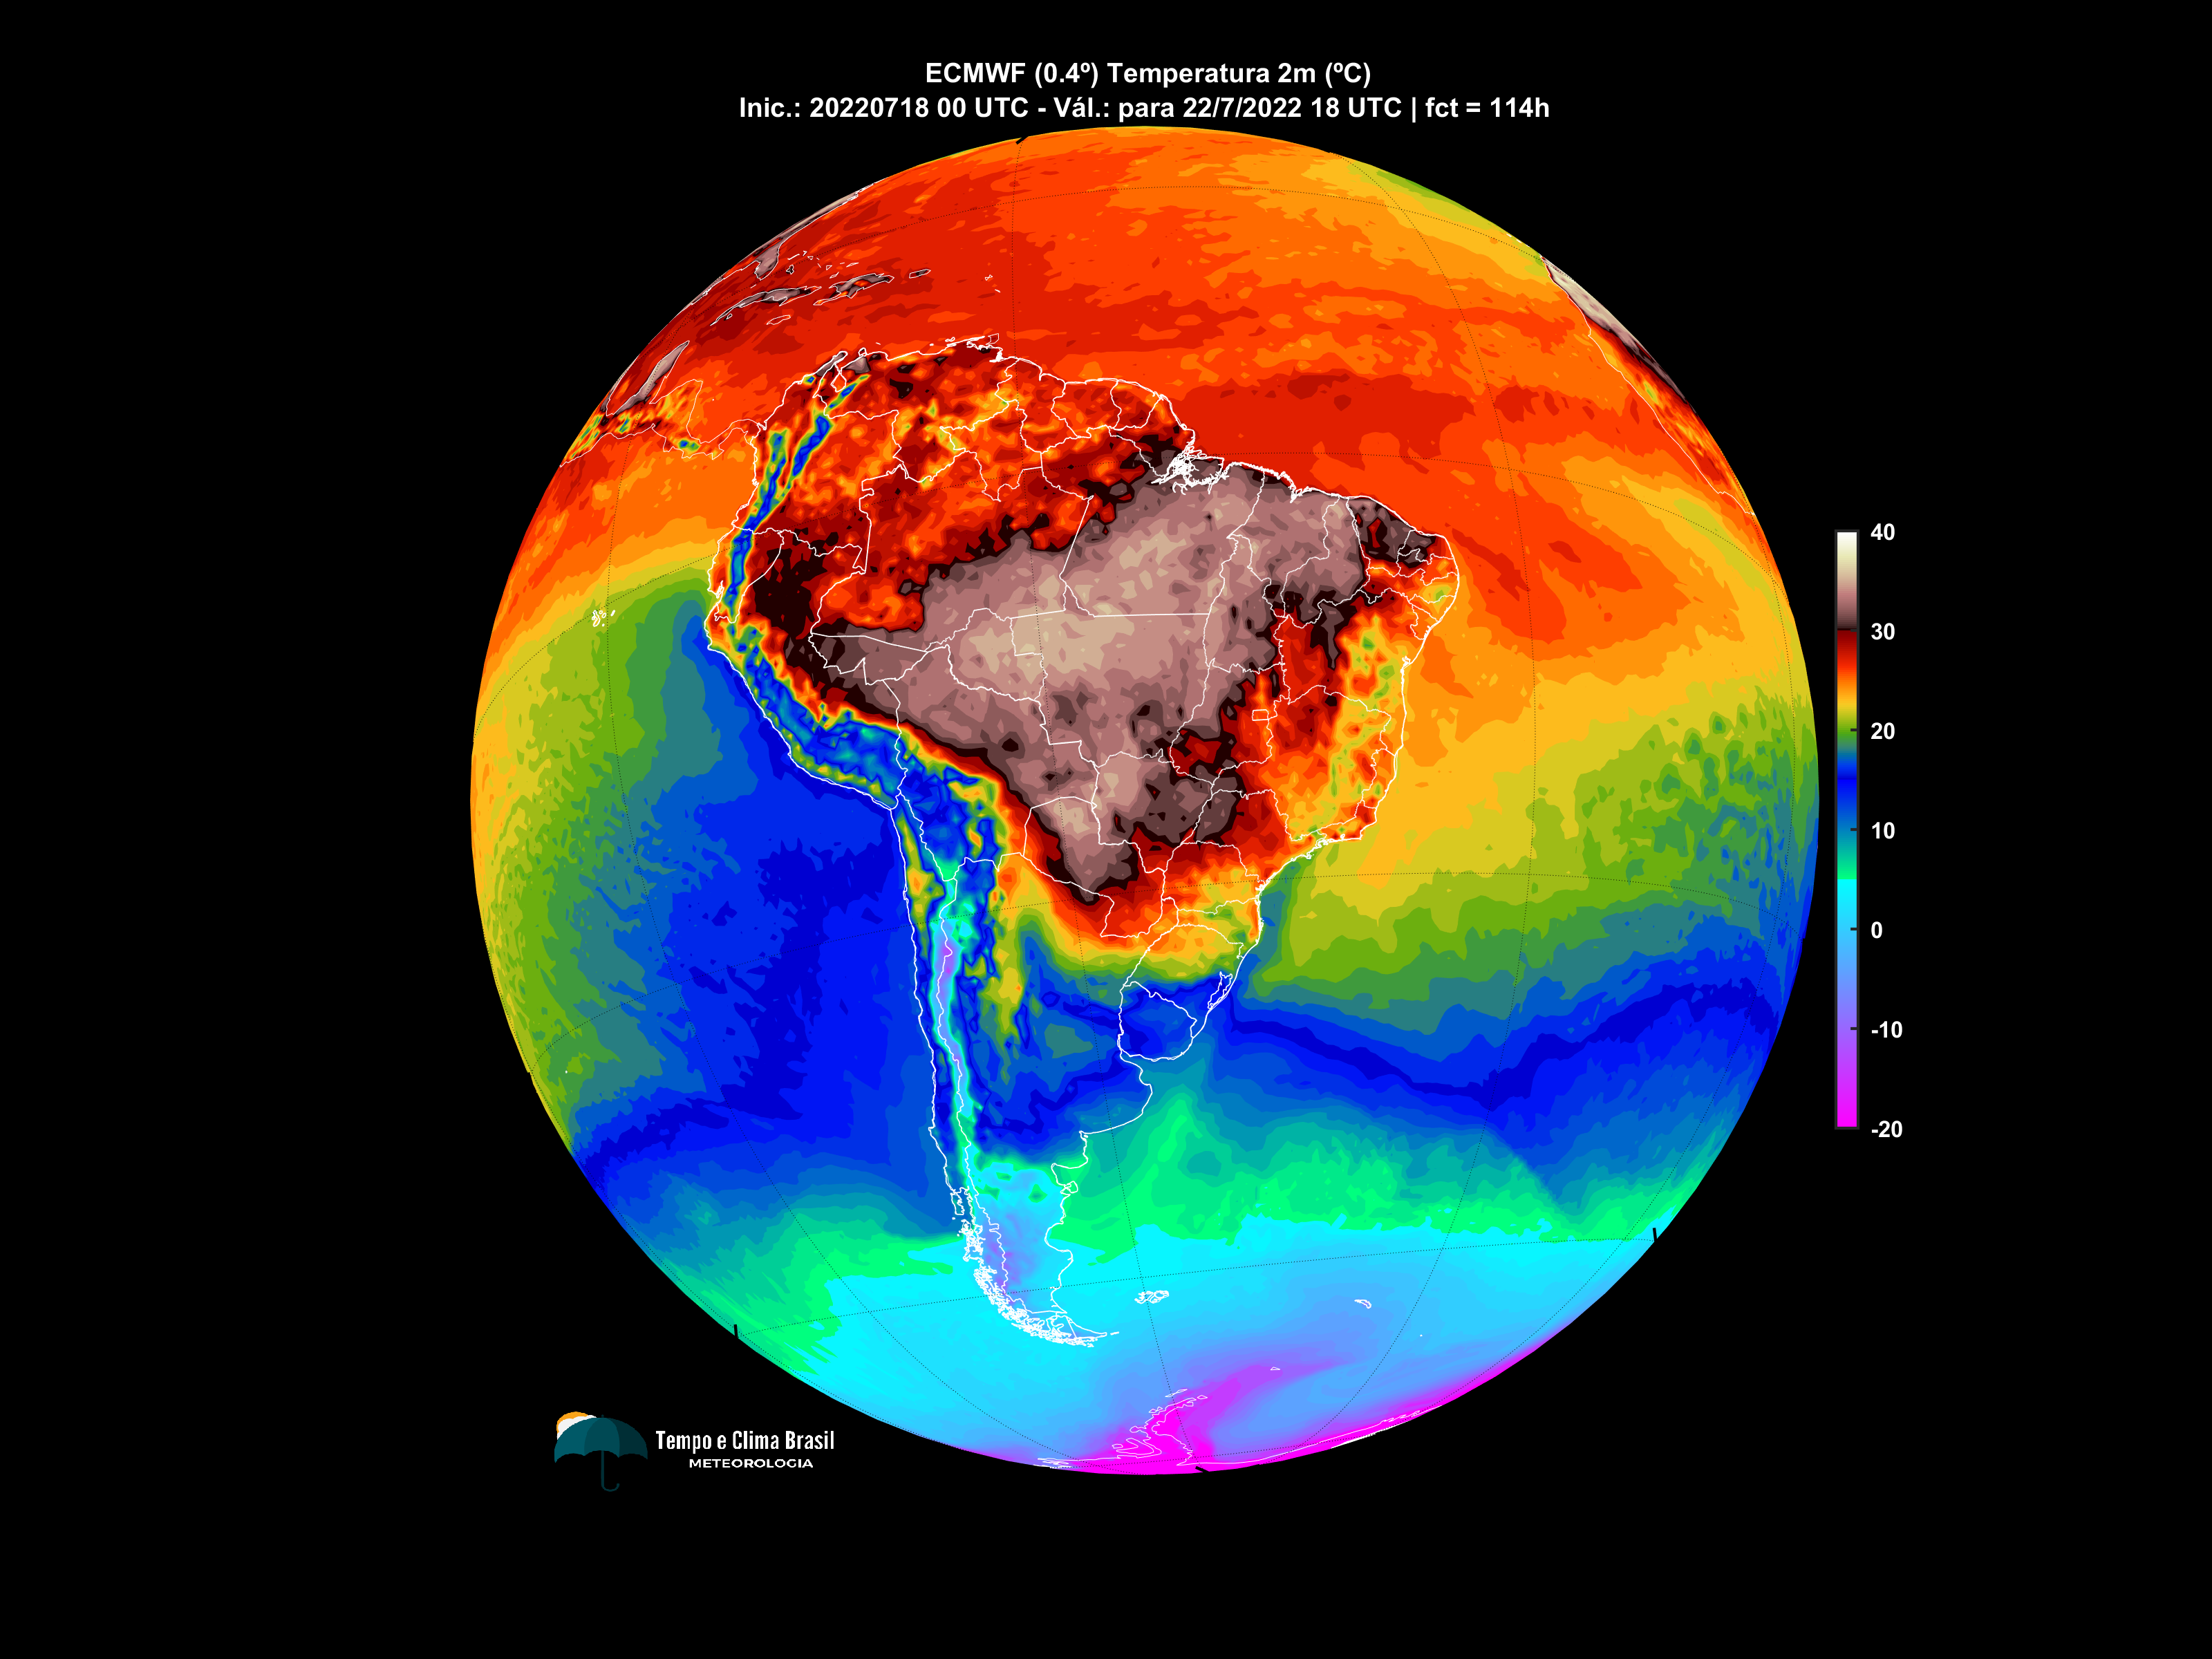 ECMWF (0.4º) Temperatura 2m (ºC)
Inic.: 20220718 00 UTC - Vál.: para 22/7/2022 18 UTC | fct = 114h
40
30
20
10
0
-10
-20
Tempo e Clima Brasil
METEOROLOGIA